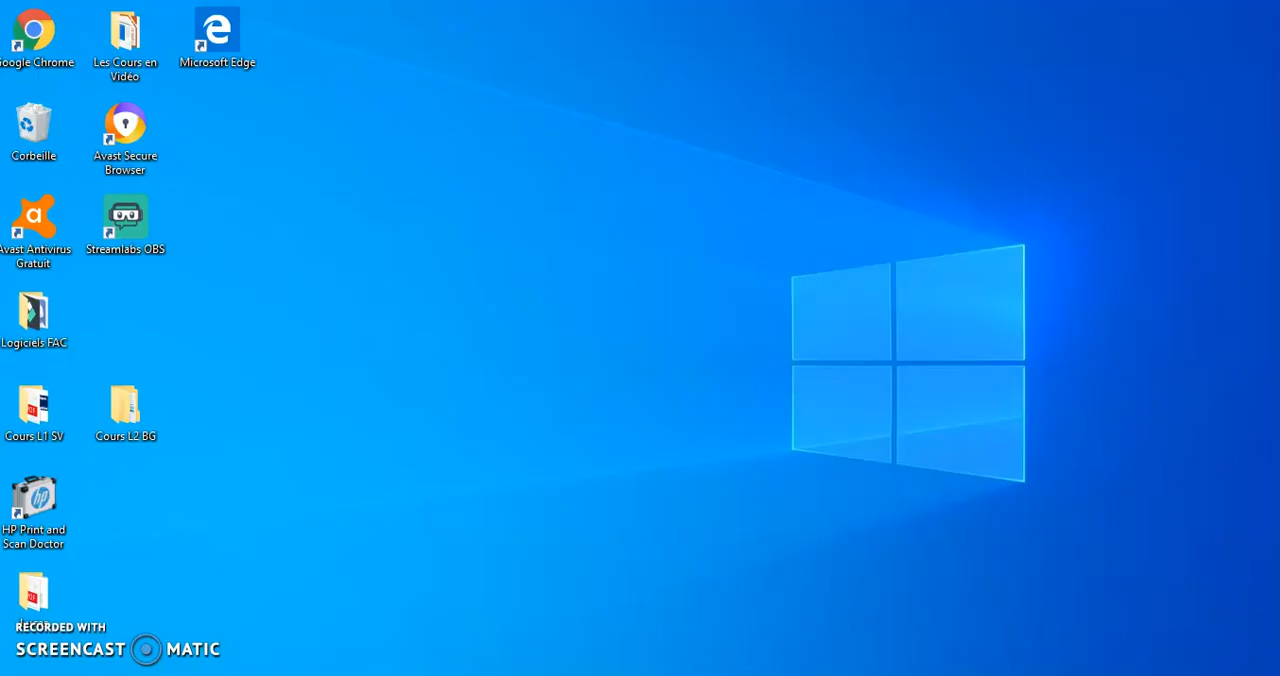 Google Chrome
Les Cours en
Vidéo
Microsoft Edge
Corbeille
Avast Secure
Browser
Avast Antivirus
Gratuit
Streamlabs OBS
Logiciels FAC
Cours L1 SV
Cours L2 BG
HP Print and
Scan Doctor
RECORDED WITH
SCREENCAST MATIC